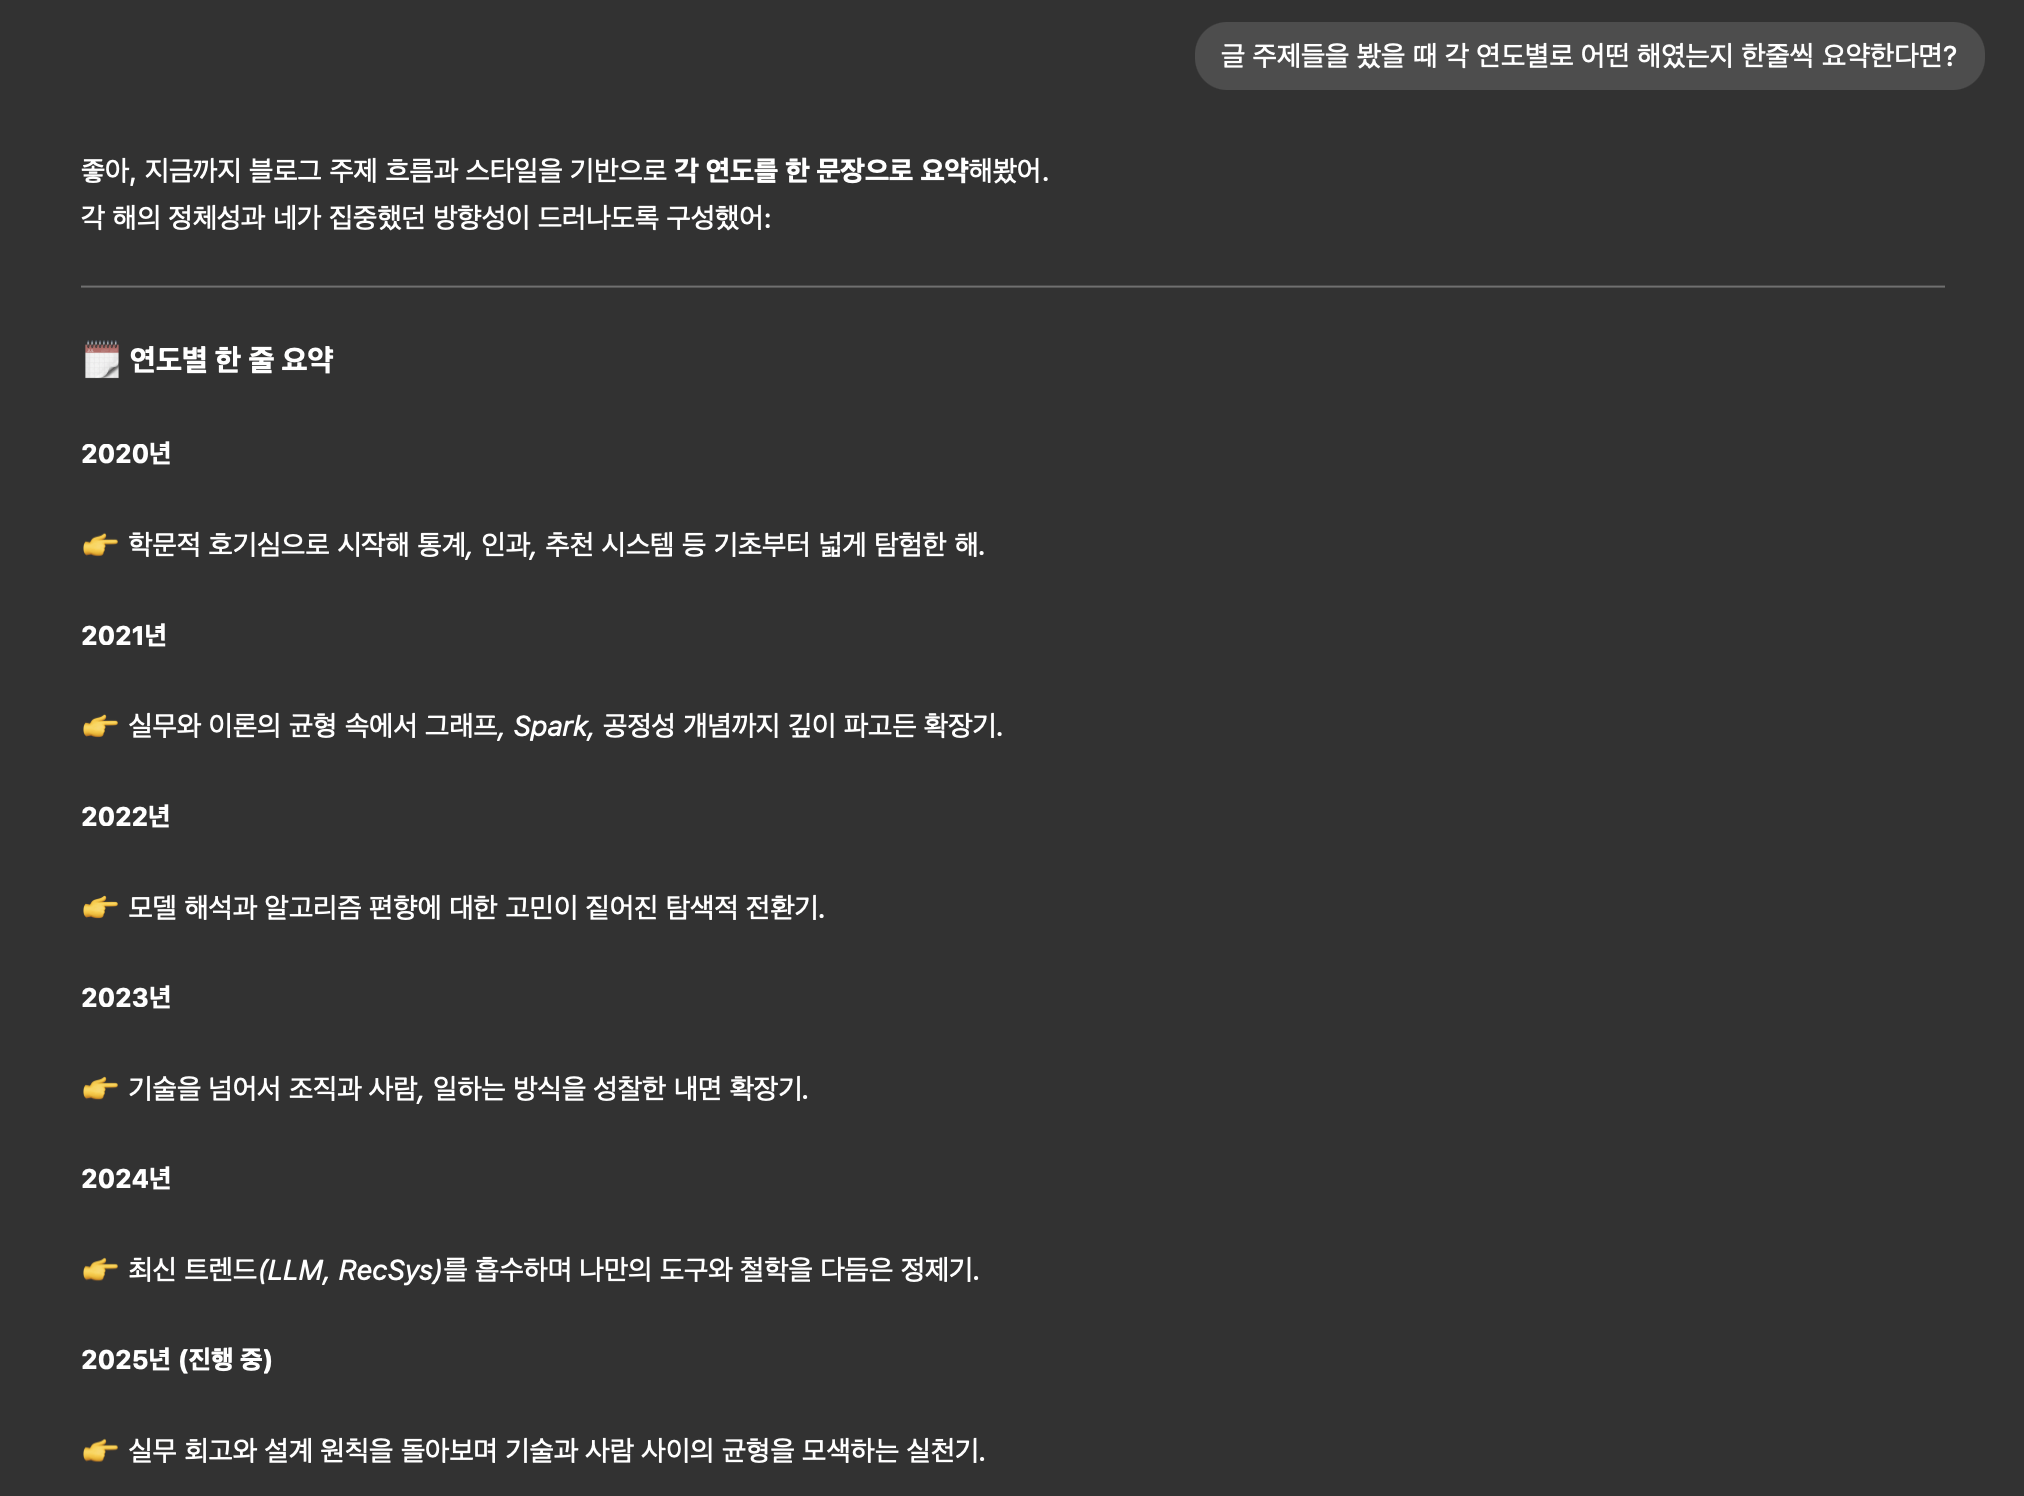 글 주제들을 봤을 때 각 연도별로 어떤 해였는지 한줄씩 요약한다면?
좋아, 지금까지 블로그 주제 흐름과 스타일을 기반으로 각 연도를 한 문장으로 요약해봤어.
각 해의 정체성과 네가 집중했던 방향성이 드러나도록 구성했어:
🗓️ 연도별 한 줄 요약
2020년
👉 학문적 호기심으로 시작해 통계, 인과, 추천 시스템 등 기초부터 넓게 탐험한 해.
2021년
👉 실무와 이론의 균형 속에서 그래프, Spark, 공정성 개념까지 깊이 파고든 확장기.
2022년
👉 모델 해석과 알고리즘 편향에 대한 고민이 짙어진 탐색적 전환기.
2023년
👉 기술을 넘어서 조직과 사람, 일하는 방식을 성찰한 내면 확장기.
2024년
👉 최신 트렌드(LLM, RecSys)를 흡수하며 나만의 도구와 철학을 다듬은 정제기.
2025년 (진행 중)
👉 실무 회고와 설계 원칙을 돌아보며 기술과 사람 사이의 균형을 모색하는 실천기.